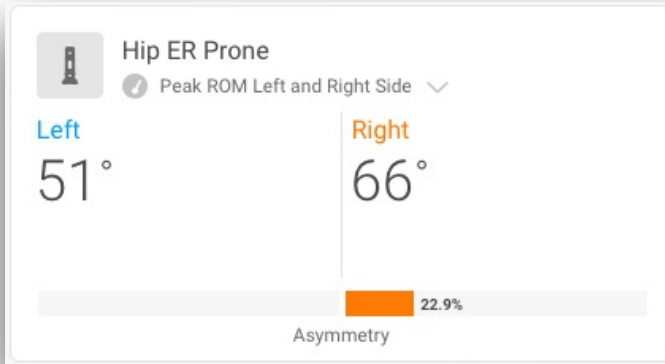 Hip ER Prone
Peak ROM Left and Right Side
Left
Right
51°
66°
22.9%
Asymmetry